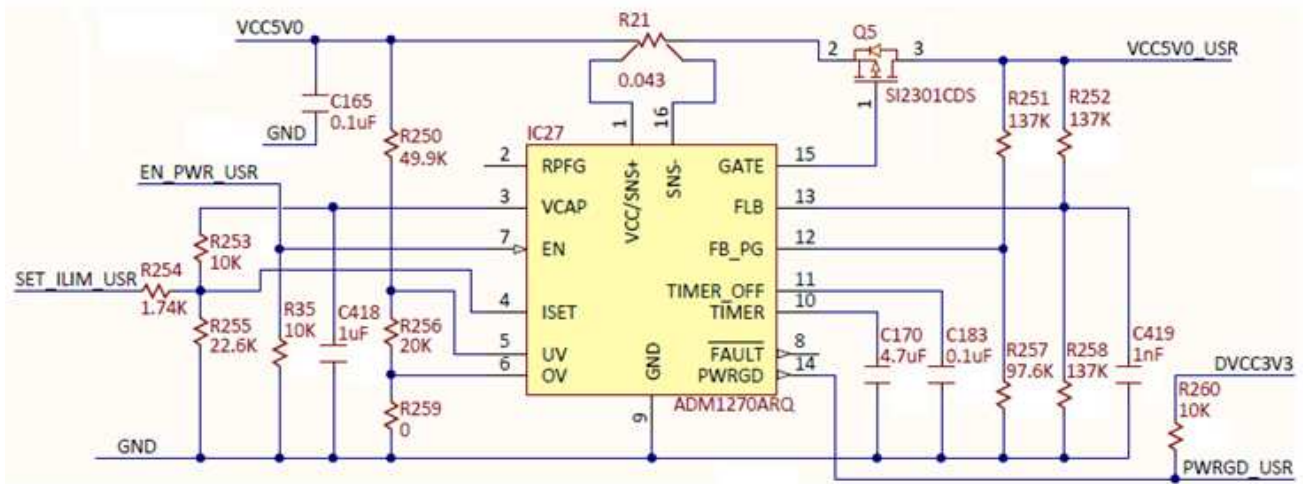 VCC5V0
R21
0.043
Q5
2
3
1
SI2301CDS
VCC5V0_USR
C165
0.1uF
GND
R250
49.9K
R251
137K
R252
137K
IC27
1
16
2
RPFG
VCC/SNS+
SNS-
GATE
15
EN_PWR_USR
3
VCAP
FLB
13
R253
10K
7
EN
FB_PG
12
SET_ILIM_USR
R254
1.74K
TIMER_OFF
11
4
ISET
TIMER
10
R255
22.6K
R35
10K
C418
1uF
R256
20K
5
UV
6
OV
GND
FAULT
8
PWRGD
14
C170
4.7uF
C183
0.1uF
R257
97.6K
R258
137K
C419
1nF
DVCC3V3
R260
10K
R259
0
9
ADM1270ARQ
GND
PWRGD_USR